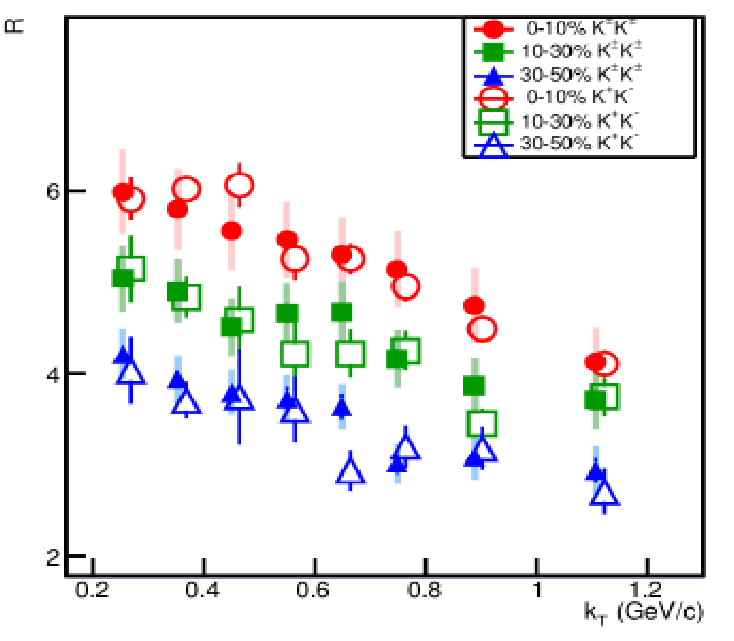 R
0-10% K±K±
10-30% K±K±
30-50% K±K±
0-10% K⁺K⁻
10-30% K⁺K⁻
30-50% K⁺K⁻
6
4
2
0.2 0.4 0.6 0.8 1 1.2
k_T (GeV/c)